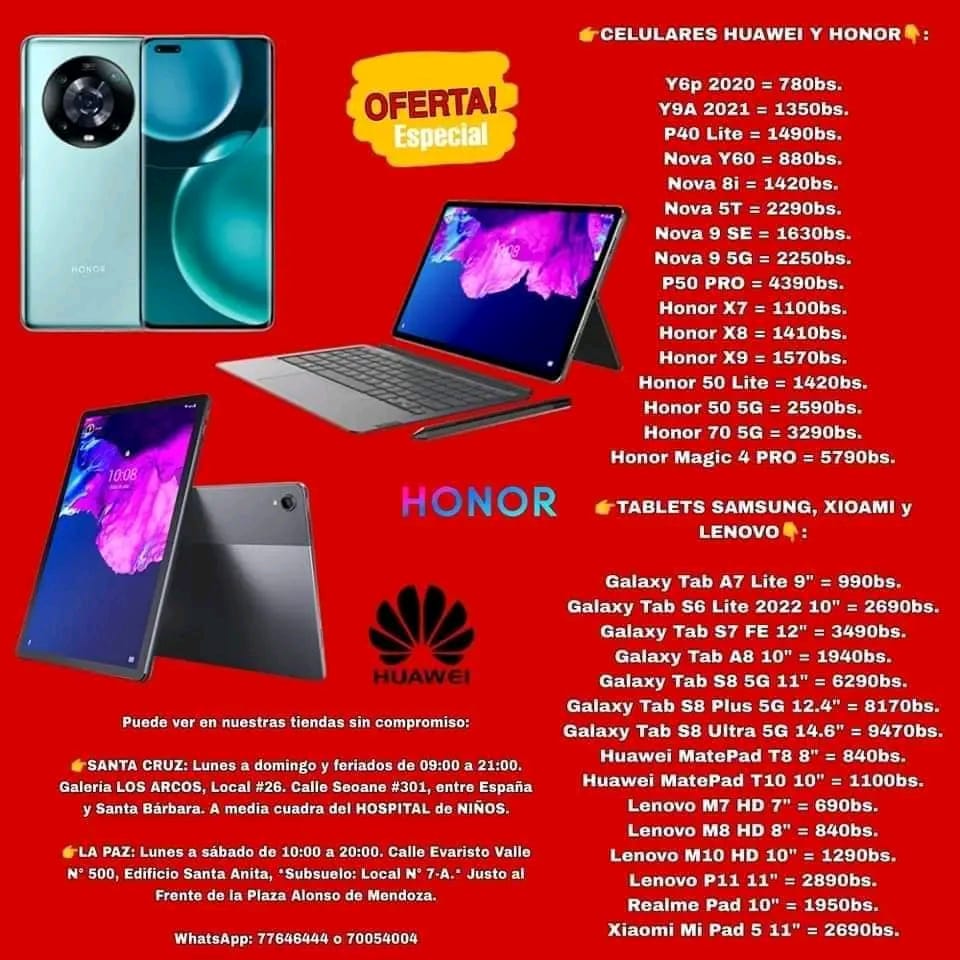 HONOR
OFERTA!
Especial
10:08
HONOR
HUAWEI
Puede ver en nuestras tiendas sin compromiso:
👉SANTA CRUZ: Lunes a domingo y feriados de 09:00 a 21:00.
Galería LOS ARCOS, Local #26. Calle Seoane #301, entre España
y Santa Bárbara. A media cuadra del HOSPITAL de NIÑOS.
👉LA PAZ: Lunes a sábado de 10:00 a 20:00. Calle Evaristo Valle
N° 500, Edificio Santa Anita, *Subsuelo: Local N° 7-A.* Justo al
Frente de la Plaza Alonso de Mendoza.
WhatsApp: 77646444 o 70054004
👉CELULARES HUAWEI Y HONOR👇:
Y6p 2020 = 780bs.
Y9A 2021 = 1350bs.
P40 Lite = 1490bs.
Nova Y60 = 880bs.
Nova 8i = 1420bs.
Nova 5T = 2290bs.
Nova 9 SE = 1630bs.
Nova 9 5G = 2250bs.
P50 PRO = 4390bs.
Honor X7 = 1100bs.
Honor X8 = 1410bs.
Honor X9 = 1570bs.
Honor 50 Lite = 1420bs.
Honor 50 5G = 2590bs.
Honor 70 5G = 3290bs.
Honor Magic 4 PRO = 5790bs.
👉TABLETS SAMSUNG, XIOAMI y
LENOVO👇:
Galaxy Tab A7 Lite 9" = 990bs.
Galaxy Tab S6 Lite 2022 10" = 2690bs.
Galaxy Tab S7 FE 12" = 3490bs.
Galaxy Tab A8 10" = 1940bs.
Galaxy Tab S8 5G 11" = 6290bs.
Galaxy Tab S8 Plus 5G 12.4" = 8170bs.
Galaxy Tab S8 Ultra 5G 14.6" = 9470bs.
Huawei MatePad T8 8" = 840bs.
Huawei MatePad T10 10" = 1100bs.
Lenovo M7 HD 7" = 690bs.
Lenovo M8 HD 8" = 840bs.
Lenovo M10 HD 10" = 1290bs.
Lenovo P11 11" = 2890bs.
Realme Pad 10" = 1950bs.
Xiaomi Mi Pad 5 11" = 2690bs.